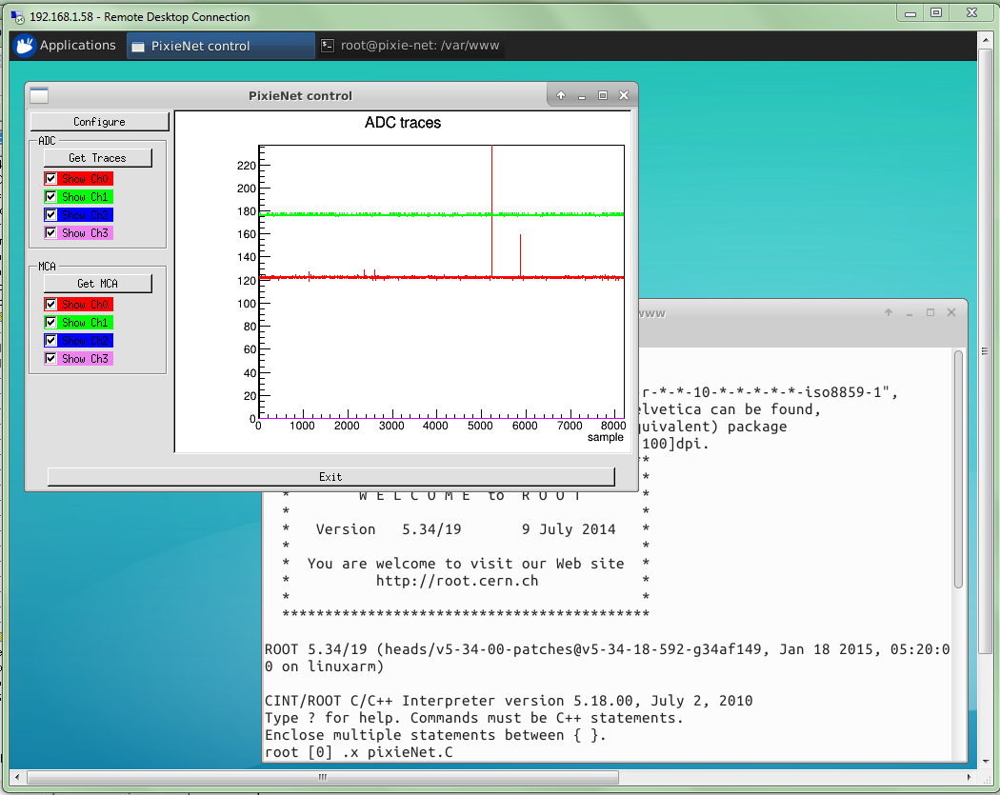 192.168.1.58 - Remote Desktop Connection
Applications
PixieNet control
root@pixie-net: /var/www
PixieNet control
Configure
ADC
Get Traces
Show Ch0
Show Ch1
Show Ch2
Show Ch3
MCA
Get MCA
Show Ch0
Show Ch1
Show Ch2
Show Ch3
ADC traces
220
200
180
160
140
120
100
80
60
40
20
0
0 1000 2000 3000 4000 5000 6000 7000 8000
sample
Exit
www
r-*-*-10-*-*-*-*-*-iso8859-1",
elvetica can be found,
quivalent) package
100]dpi.
**
*
* W E L C O M E to R O O T *
* *
* Version 5.34/19 9 July 2014 *
* *
* You are welcome to visit our Web site *
* http://root.cern.ch *
* *
*******************************************
ROOT 5.34/19 (heads/v5-34-00-patches@v5-34-18-592-g34af149, Jan 18 2015, 05:20:0
0 on linuxarm)
CINT/ROOT C/C++ Interpreter version 5.18.00, July 2, 2010
Type ? for help. Commands must be C++ statements.
Enclose multiple statements between { }.
root [0] .x pixieNet.C